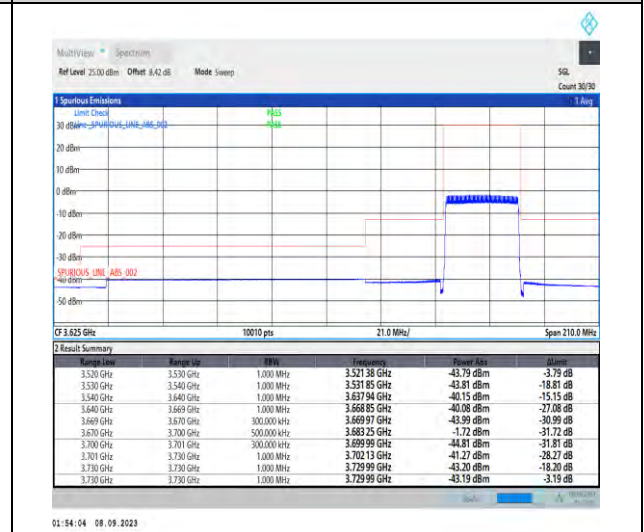 MultiView Spectrum
Ref Level 25.00 dBm Offset 8.42 dB Mode Sweep SGL
Count 30/30
1 Spurious Emissions 1 Avg
Limit Check PASS
Line _SPURIOUS_LINE_ABS_002 PASS
30 dBm
20 dBm
10 dBm
0 dBm
-10 dBm
-20 dBm
-30 dBm
SPURIOUS_LINE_ABS_002
-40 dBm
-50 dBm
CF 3.625 GHz 10010 pts 21.0 MHz/ Span 210.0 MHz
2 Result Summary
Range Low Range Up RBW Frequency Power Abs ΔLimit
3.520 GHz 3.530 GHz 1.000 MHz 3.52138 GHz -43.79 dBm -3.79 dB
3.530 GHz 3.540 GHz 1.000 MHz 3.53185 GHz -43.81 dBm -18.81 dB
3.540 GHz 3.640 GHz 1.000 MHz 3.63794 GHz -40.15 dBm -15.15 dB
3.640 GHz 3.669 GHz 1.000 MHz 3.66885 GHz -40.08 dBm -27.08 dB
3.669 GHz 3.670 GHz 300.000 kHz 3.66997 GHz -43.99 dBm -30.99 dB
3.670 GHz 3.700 GHz 500.000 kHz 3.68325 GHz -1.72 dBm -31.72 dB
3.700 GHz 3.701 GHz 300.000 kHz 3.69999 GHz -44.81 dBm -31.81 dB
3.701 GHz 3.730 GHz 1.000 MHz 3.70213 GHz -41.27 dBm -28.27 dB
3.730 GHz 3.730 GHz 1.000 MHz 3.72999 GHz -43.20 dBm -18.20 dB
3.730 GHz 3.730 GHz 1.000 MHz 3.72999 GHz -43.19 dBm -3.19 dB
01:54:04 08.09.2023